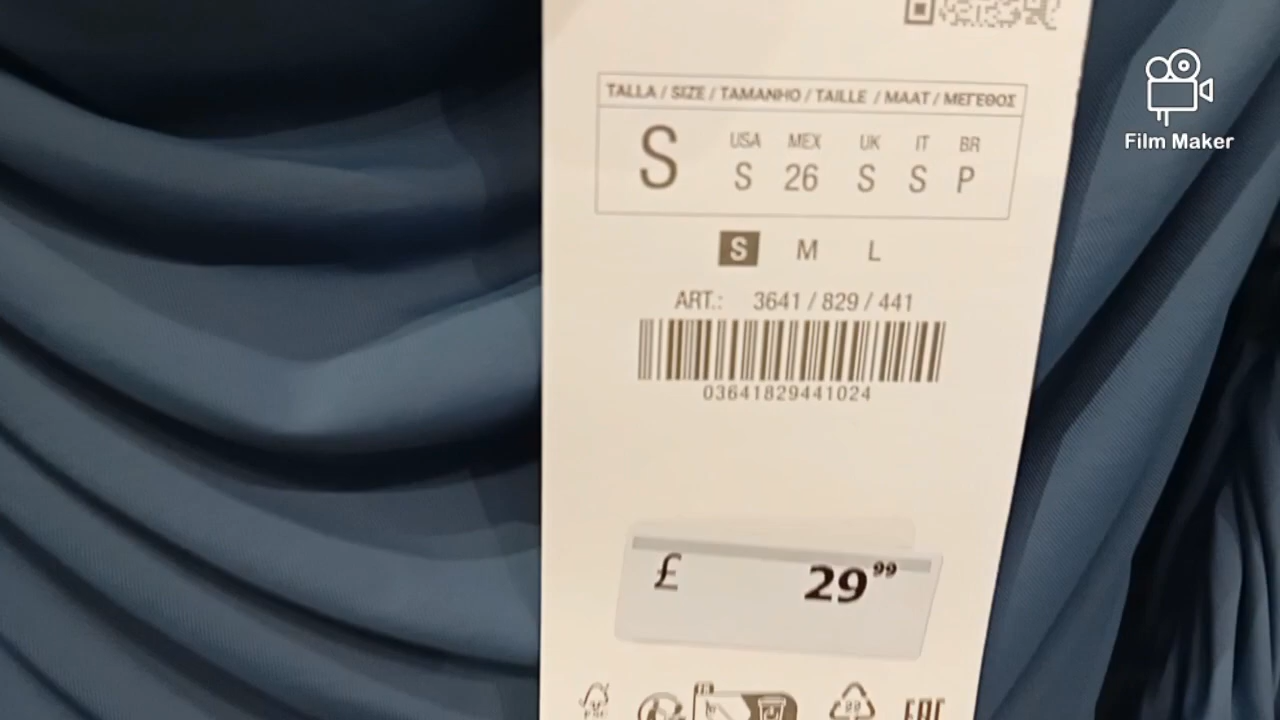 TALLA / SIZE / TAMANHO / TAILLE / MAAT / ΜΕΓΕΘΟΣ
USA MEX UK IT BR
S S 26 S S P
S M L
ART.: 3641 / 829 / 441
03641829441024
£ 29⁹⁹
Film Maker